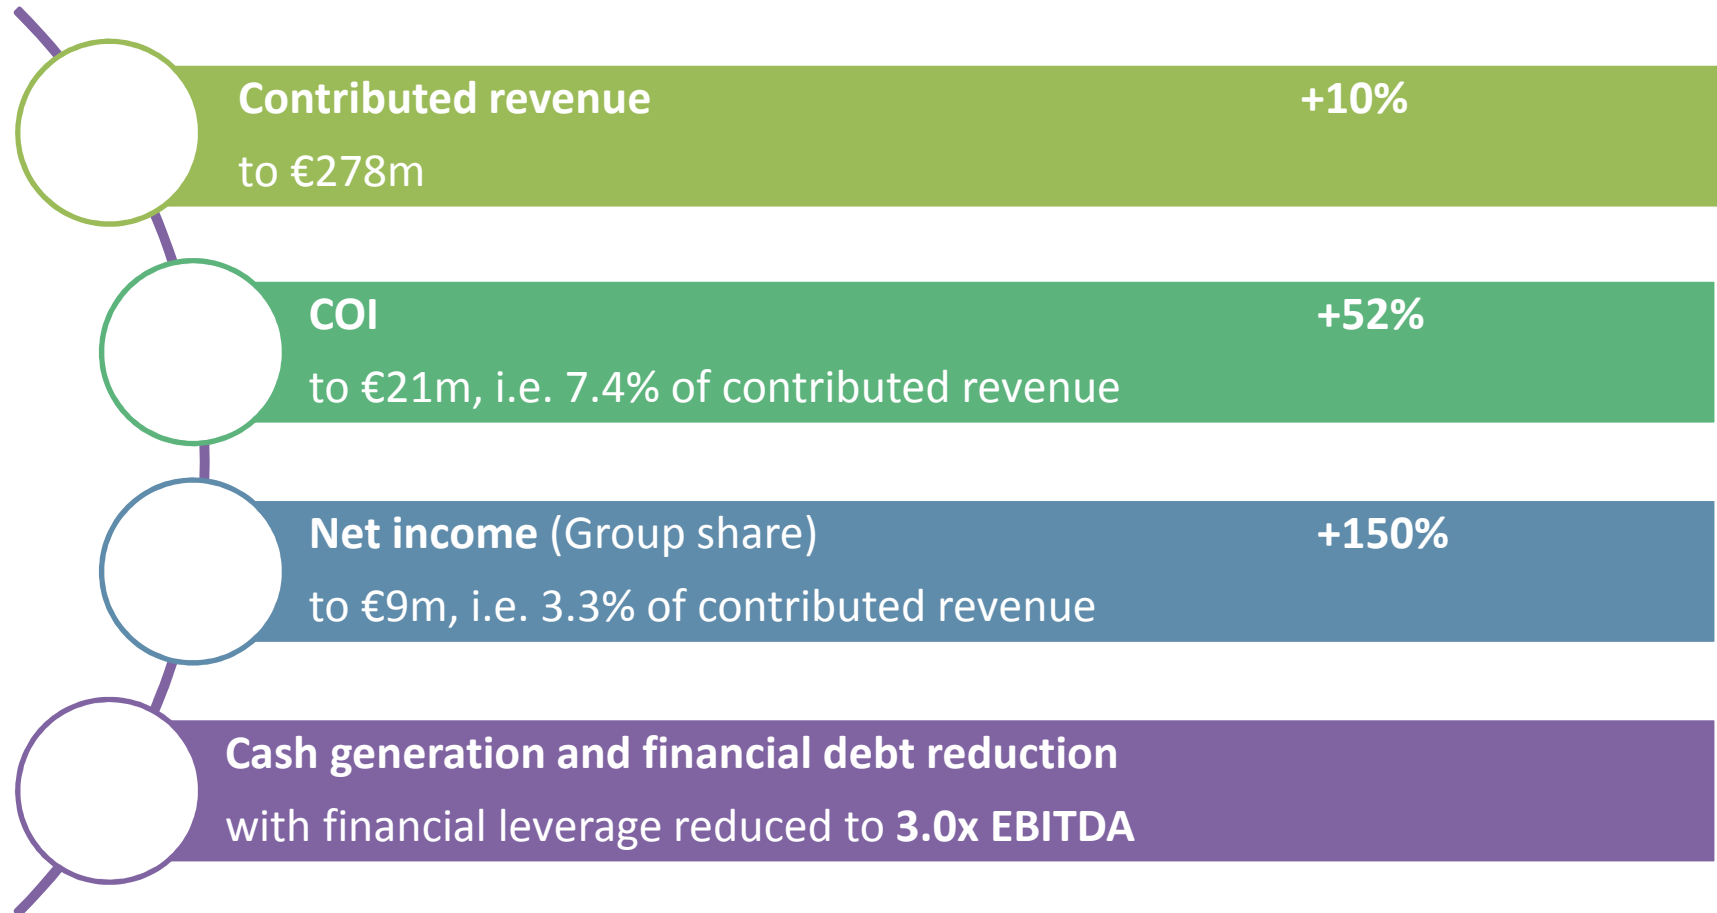 Contributed revenue +10%
to €278m
COI +52%
to €21m, i.e. 7.4% of contributed revenue
Net income (Group share) +150%
to €9m, i.e. 3.3% of contributed revenue
Cash generation and financial debt reduction
with financial leverage reduced to 3.0x EBITDA